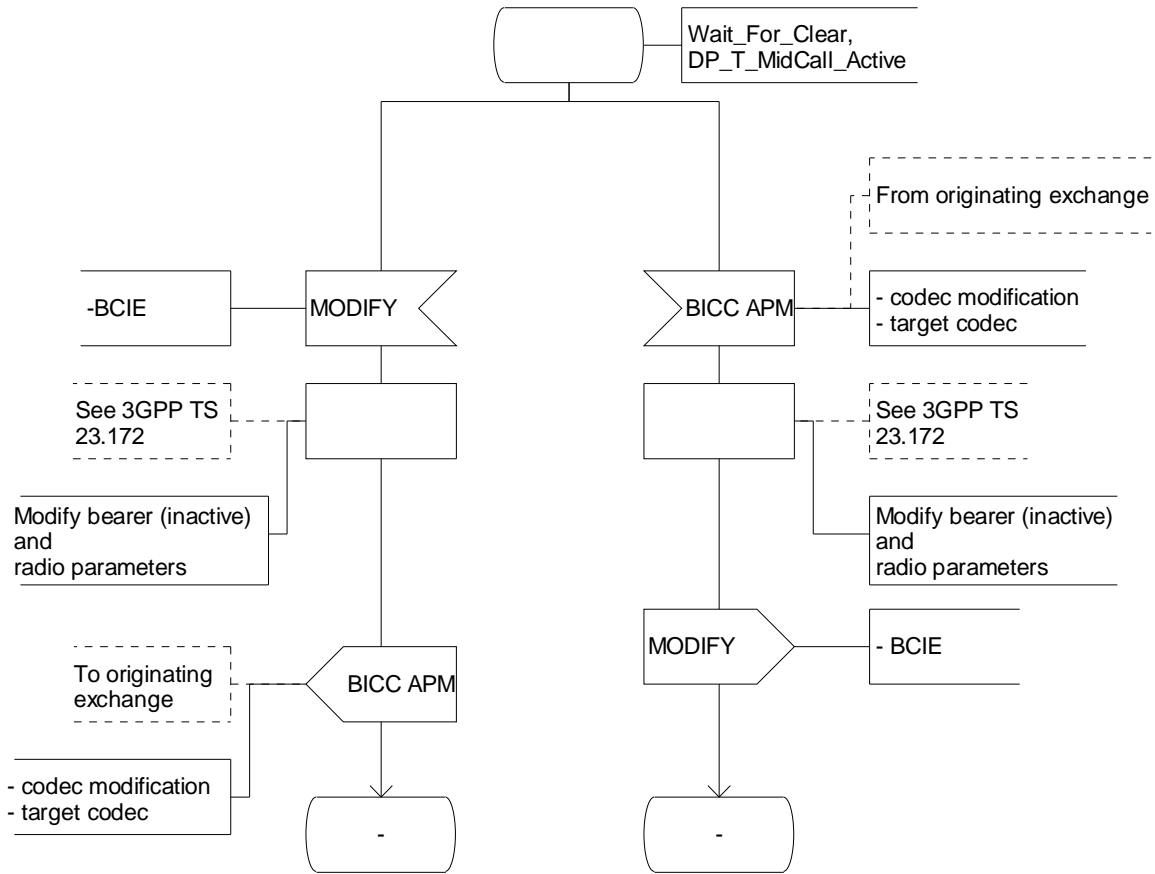 Wait_For_Clear,
DP_T_MidCall_Active
From originating exchange
-BCIE
MODIFY
BICC APM
- codec modification
- target codec
See 3GPP TS
23.172
See 3GPP TS
23.172
Modify bearer (inactive)
and
radio parameters
Modify bearer (inactive)
and
radio parameters
MODIFY
- BCIE
To originating
exchange
BICC APM
- codec modification
- target codec
-
-